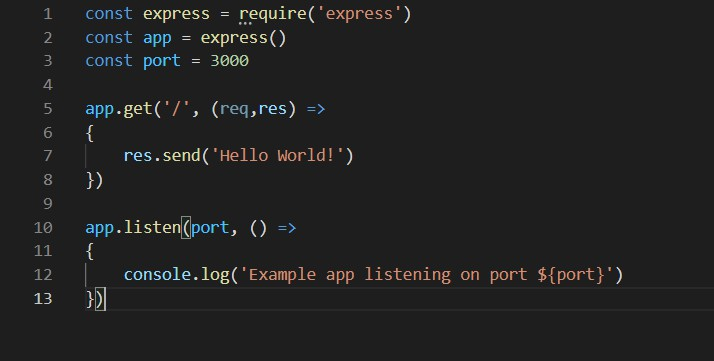 1 const express = require('express')
2 const app = express()
3 const port = 3000
4
5 app.get('/', (req,res) =>
6 {
7     res.send('Hello World!')
8 })
9
10 app.listen(port, () =>
11 {
12     console.log('Example app listening on port ${port}')
13 })